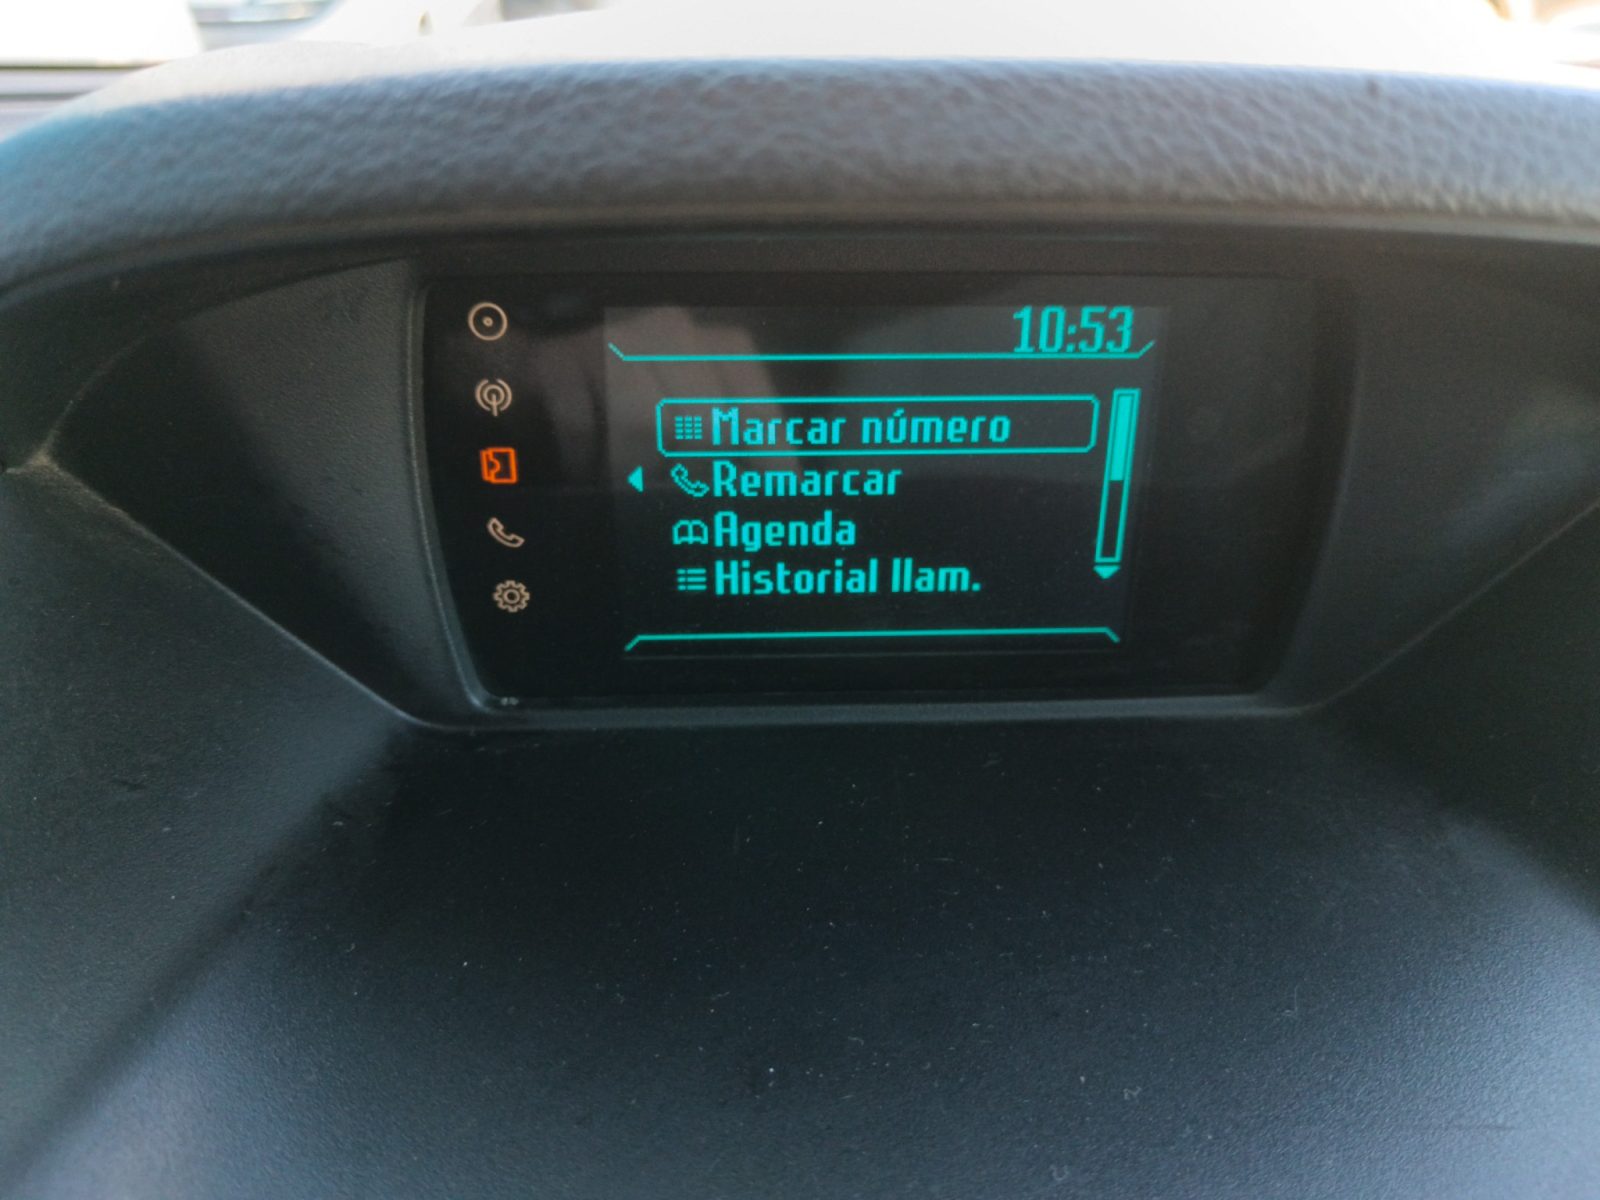 10:53
Marcar número
Remarcar
Agenda
Historial llam.